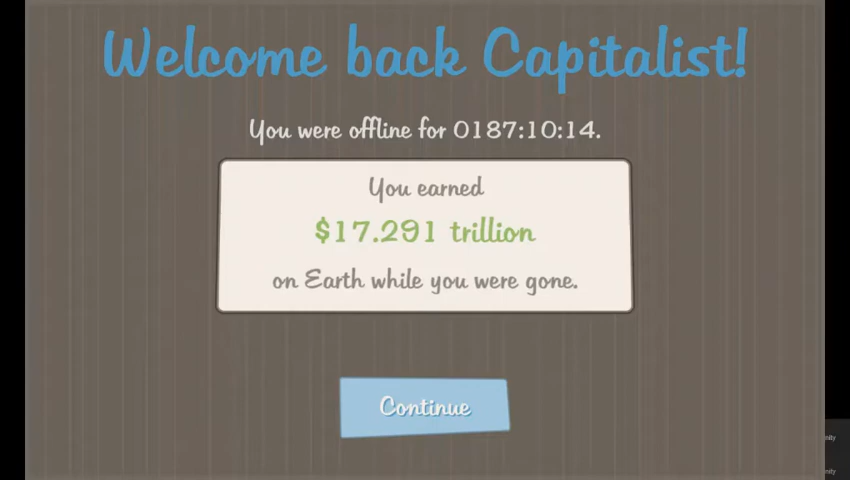 Welcome back Capitalist!
You were offline for 0187:10:14.
You earned
$17.291 trillion
on Earth while you were gone.
Continue